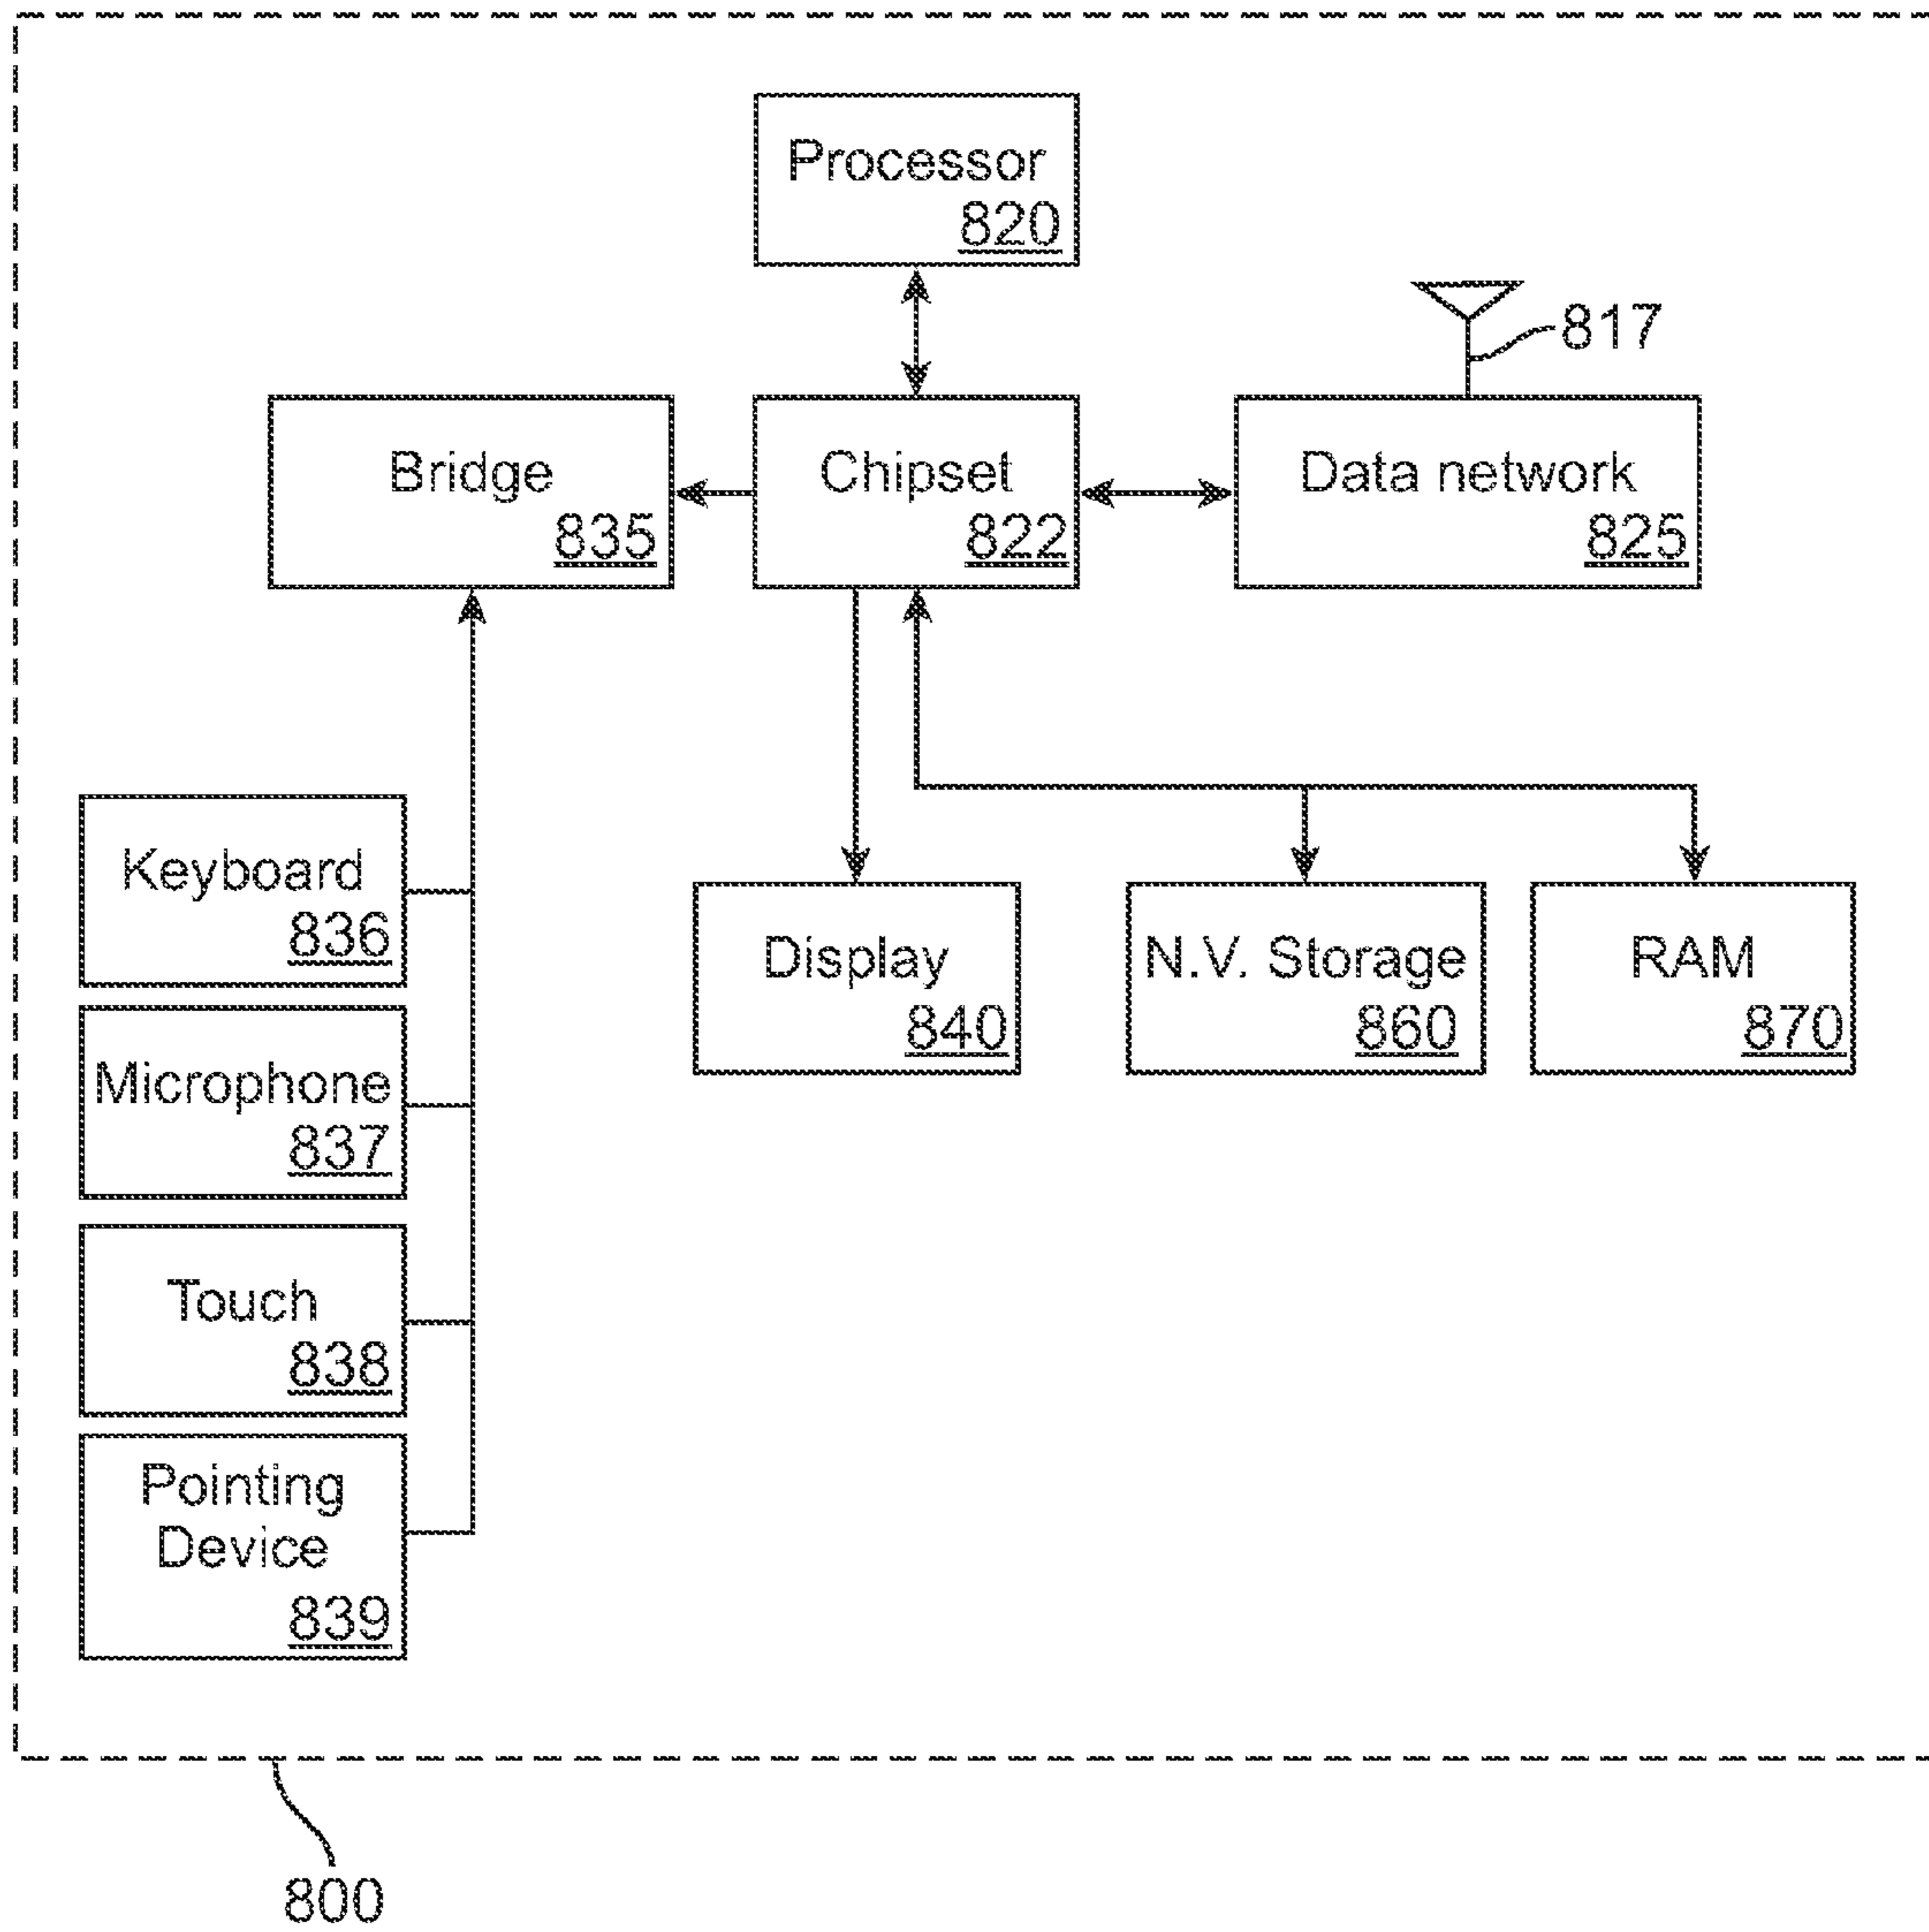 Processor
820
817
Bridge
835
Chipset
822
Data network
825
Keyboard
836
Microphone
837
Touch
838
Pointing
Device
839
Display
840
N.V. Storage
860
RAM
870
800